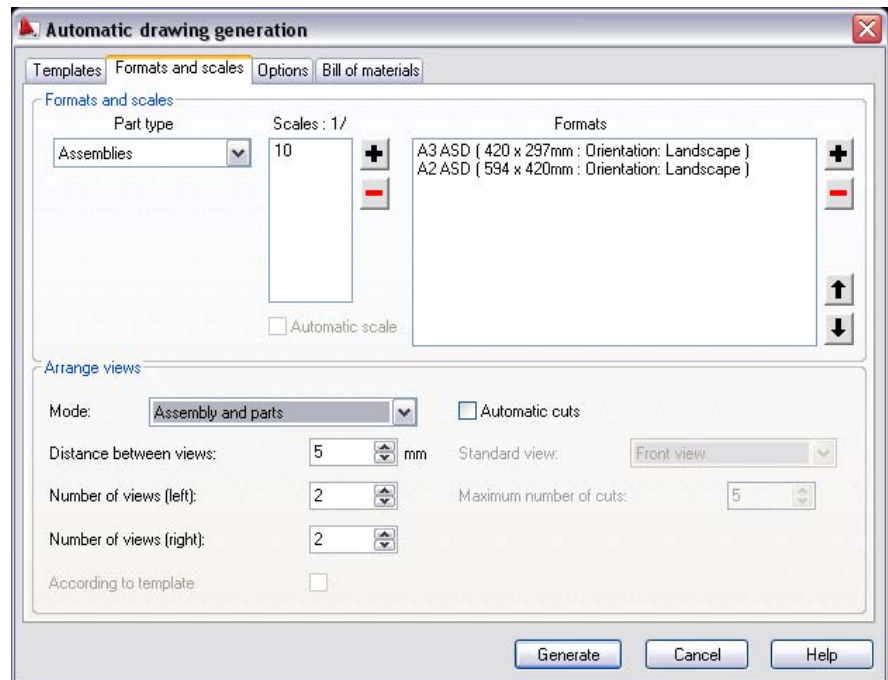 Automatic drawing generation
Templates Formats and scales Options Bill of materials
Formats and scales
Part type Scales : 1/ Formats
Assemblies
10
A3 ASD ( 420 x 297mm : Orientation: Landscape )
A2 ASD ( 594 x 420mm : Orientation: Landscape )
Automatic scale
Arrange views
Mode: Assembly and parts Automatic cuts
Distance between views: 5 mm Standard view: Front view
Number of views (left): 2 Maximum number of cuts: 5
Number of views (right): 2
According to template
Generate Cancel Help